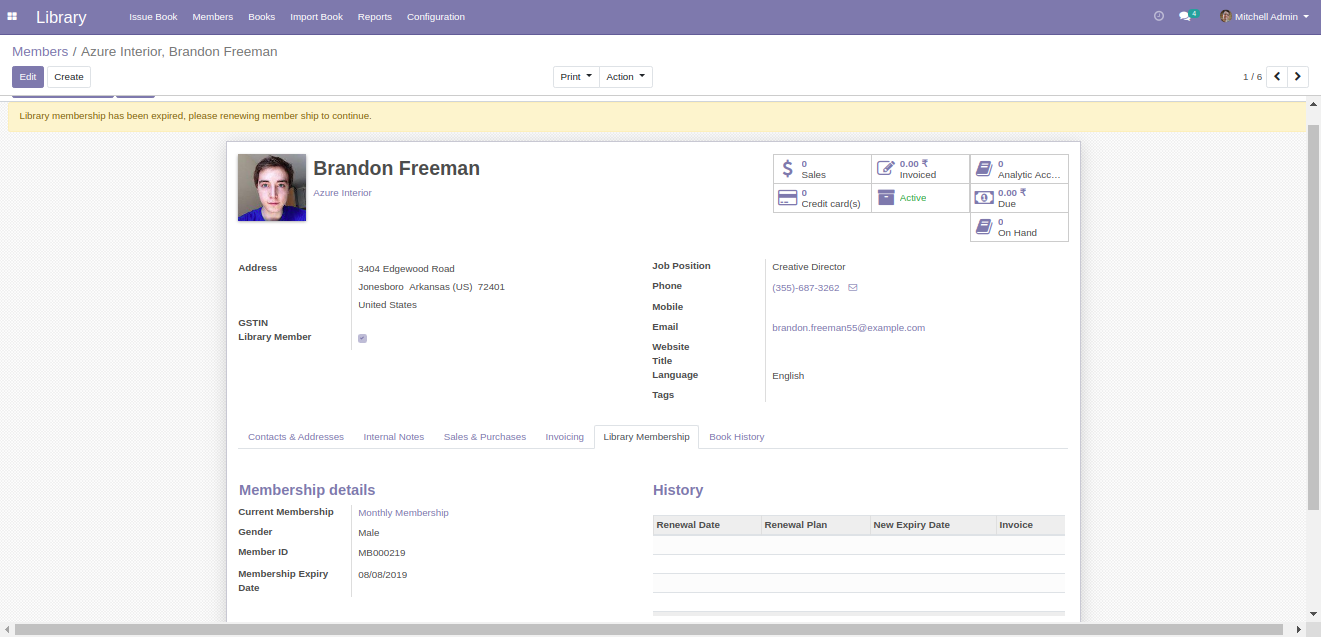 Library Issue Book Members Books Import Book Reports Configuration 4 Mitchell Admin
Members / Azure Interior, Brandon Freeman
Edit Create Print Action 1 / 6
Library membership has been expired, please renewing member ship to continue.
Brandon Freeman
Azure Interior
0
Sales
0.00 ₹
Invoiced
0
Analytic Acc...
0
Credit card(s)
Active
0.00 ₹
Due
0
On Hand
Address
3404 Edgewood Road
Jonesboro Arkansas (US) 72401
United States
GSTIN
Library Member
Job Position Creative Director
Phone (355)-687-3262
Mobile
Email brandon.freeman55@example.com
Website
Title
Language English
Tags
Contacts & Addresses Internal Notes Sales & Purchases Invoicing Library Membership Book History
Membership details
Current Membership Monthly Membership
Gender Male
Member ID MB000219
Membership Expiry 08/08/2019
Date
History
Renewal Date Renewal Plan New Expiry Date Invoice